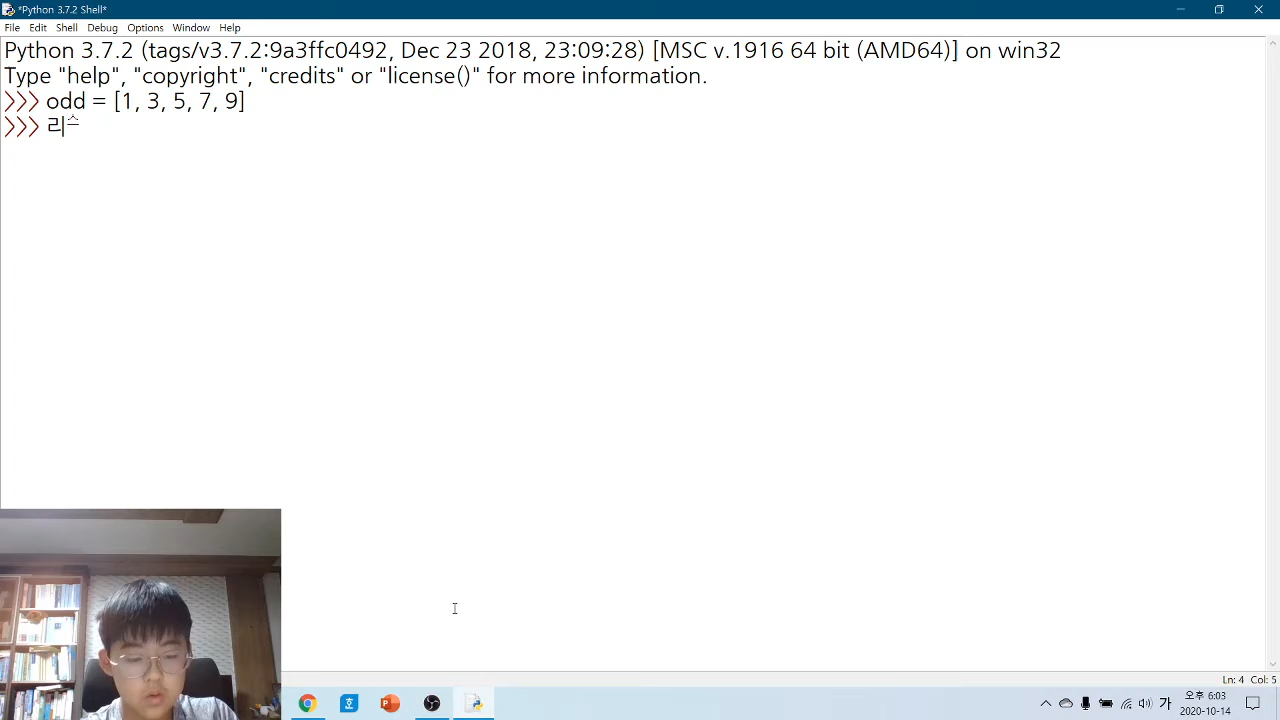 *Python 3.7.2 Shell*
File Edit Shell Debug Options Window Help
Python 3.7.2 (tags/v3.7.2:9a3ffc0492, Dec 23 2018, 23:09:28) [MSC v.1916 64 bit (AMD64)] on win32
Type "help", "copyright", "credits" or "license()" for more information.
>>> odd = [1, 3, 5, 7, 9]
>>> 리스
Ln: 4 Col: 5
가
오후 6:03
2020-10-14